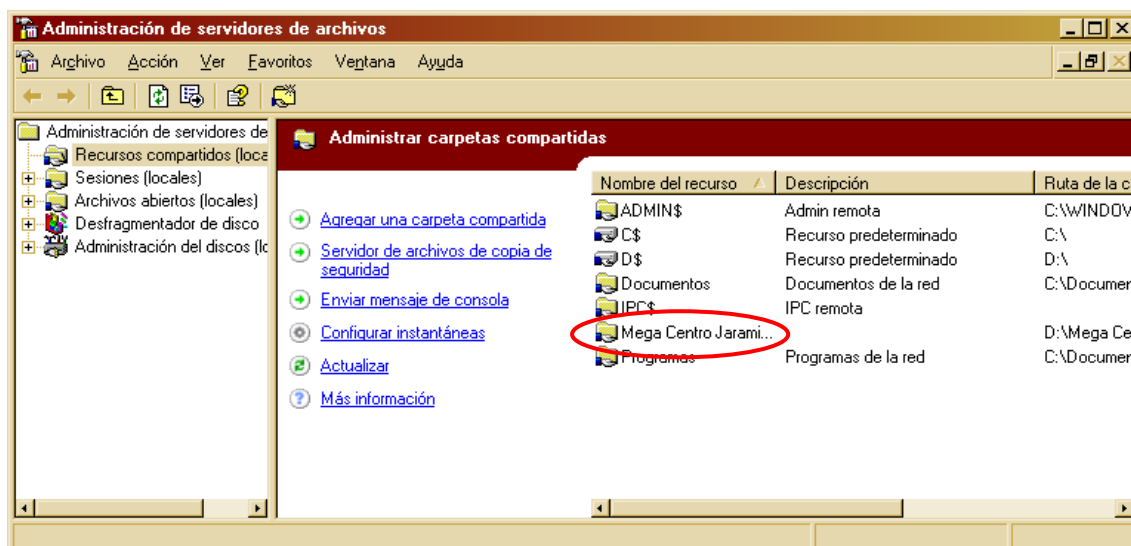 Administración de servidores de archivos
Archivo Acción Ver Favoritos Ventana Ayuda
Administración de servidores de
Recursos compartidos (loca
Sesiones (locales)
Archivos abiertos (locales)
Desfragmentador de disco
Administración del discos (lo
Administrar carpetas compartidas
Agregar una carpeta compartida
Servidor de archivos de copia de
seguridad
Enviar mensaje de consola
Configurar instantáneas
Actualizar
Más información
Nombre del recurso Descripción Ruta de la c
ADMIN$ Admin remota C:\WINDOW
C$ Recurso predeterminado C:\
D$ Recurso predeterminado D:\
Documentos Documentos de la red C:\Documen
IPC$ IPC remota
Mega Centro Jarami... D:\Mega Ce
Programas Programas de la red C:\Documen